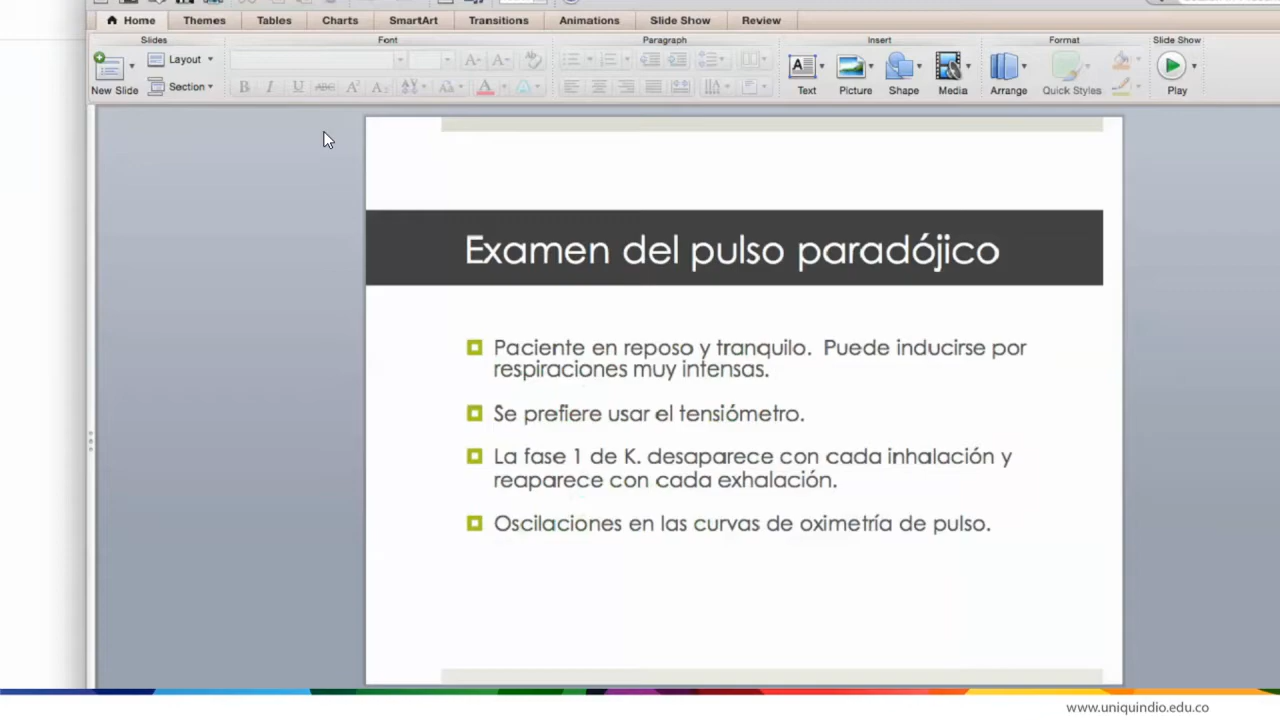 Home Themes Tables Charts SmartArt Transitions Animations Slide Show Review
Slides Font Paragraph Insert Format Slide Show
Layout
Section
New Slide
B I U ABC A² A₂ A
Text Picture Shape Media Arrange Quick Styles Play
Examen del pulso paradójico
Paciente en reposo y tranquilo. Puede inducirse por
respiraciones muy intensas.
Se prefiere usar el tensiómetro.
La fase 1 de K. desaparece con cada inhalación y
reaparece con cada exhalación.
Oscilaciones en las curvas de oximetría de pulso.
www.uniquindio.edu.co